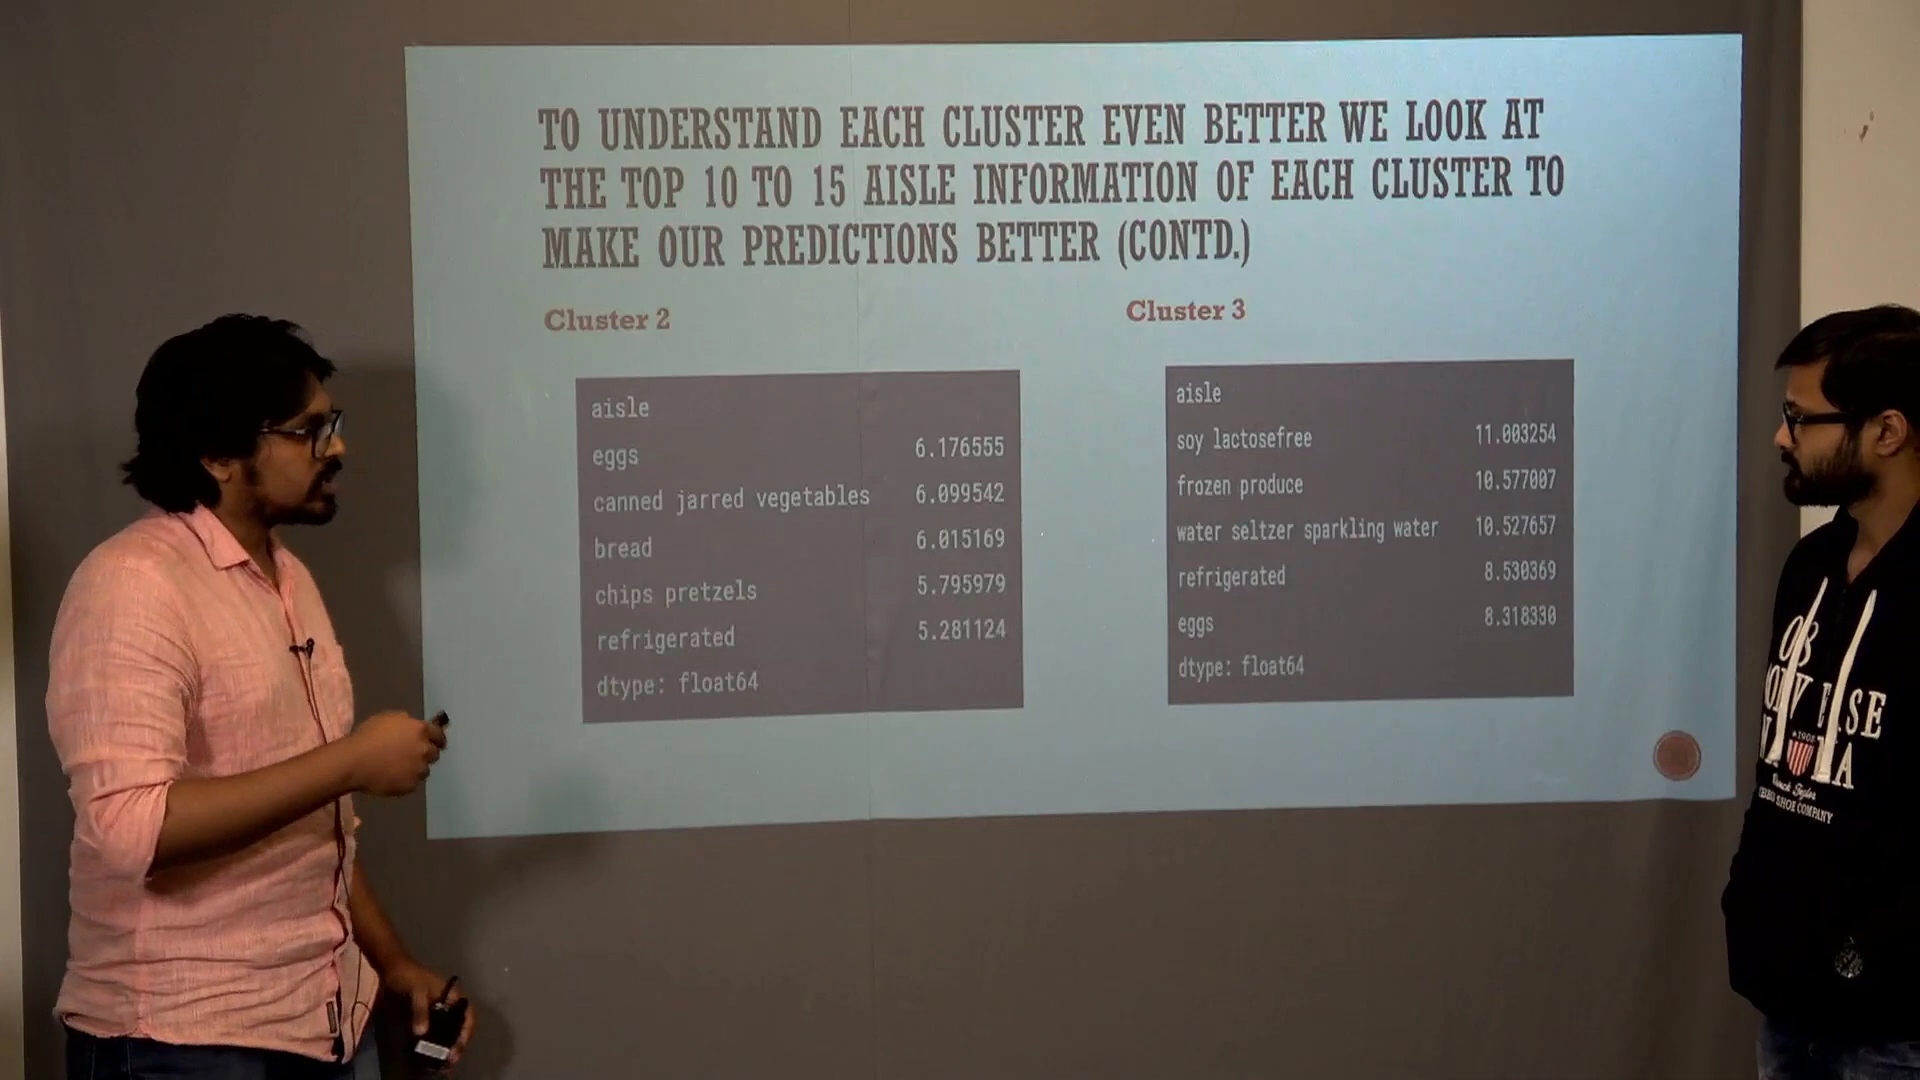 TO UNDERSTAND EACH CLUSTER EVEN BETTER WE LOOK AT
THE TOP 10 TO 15 AISLE INFORMATION OF EACH CLUSTER TO
MAKE OUR PREDICTIONS BETTER (CONTD.)
Cluster 2
aisle
eggs 6.176555
canned jarred vegetables 6.099542
bread 6.015169
chips pretzels 5.795979
refrigerated 5.281124
dtype: float64
Cluster 3
aisle
soy lactosefree 11.003254
frozen produce 10.577007
water seltzer sparkling water 10.527657
refrigerated 8.530369
eggs 8.318330
dtype: float64
1908
SHOE COMPANY